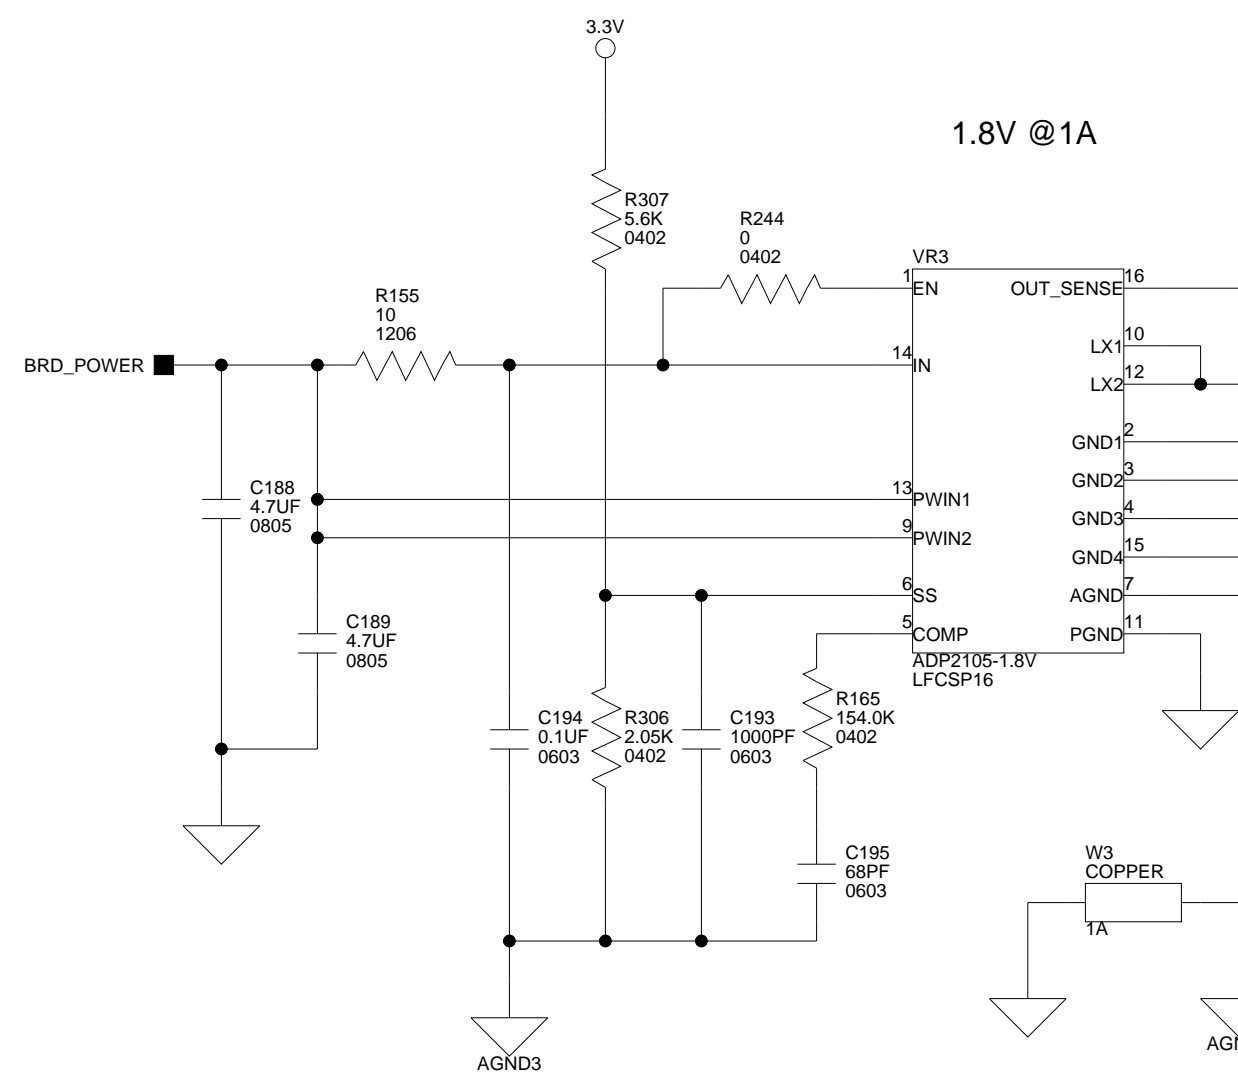 3.3V
1.8V @1A
R307
5.6K
0402
R244
0
0402
VR3
1
EN
OUT_SENSE
16
R155
10
1206
LX1
10
BRD_POWER
14
IN
LX2
12
GND1
2
C188
4.7UF
0805
13
PWIN1
GND2
3
9
PWIN2
GND3
4
GND4
15
6
SS
AGND
7
C189
4.7UF
0805
5
COMP
PGND
11
ADP2105-1.8V
LFCSP16
C194
0.1UF
0603
R306
2.05K
0402
C193
1000PF
0603
R165
154.0K
0402
C195
68PF
0603
W3
COPPER
1A
AGND3